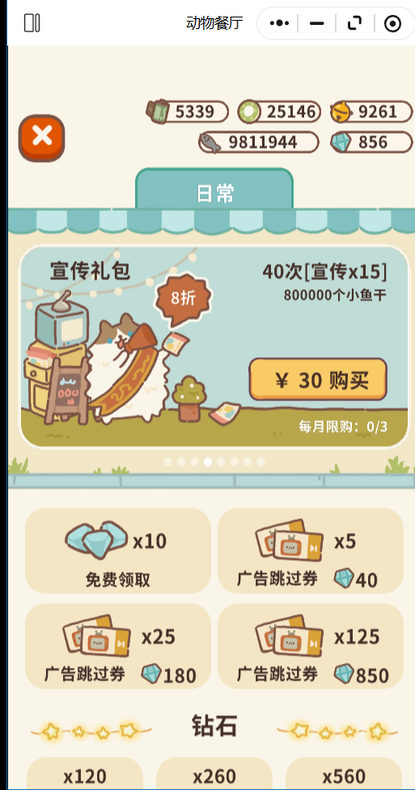 动物餐厅
5339 25146 9261
9811944 856
日常
宣传礼包
8折
40次[宣传x15]
800000个小鱼干
¥ 30 购买
每月限购：0/3
x10
免费领取
x5
广告跳过券 40
x25
广告跳过券 180
x125
广告跳过券 850
钻石
x120 x260 x560